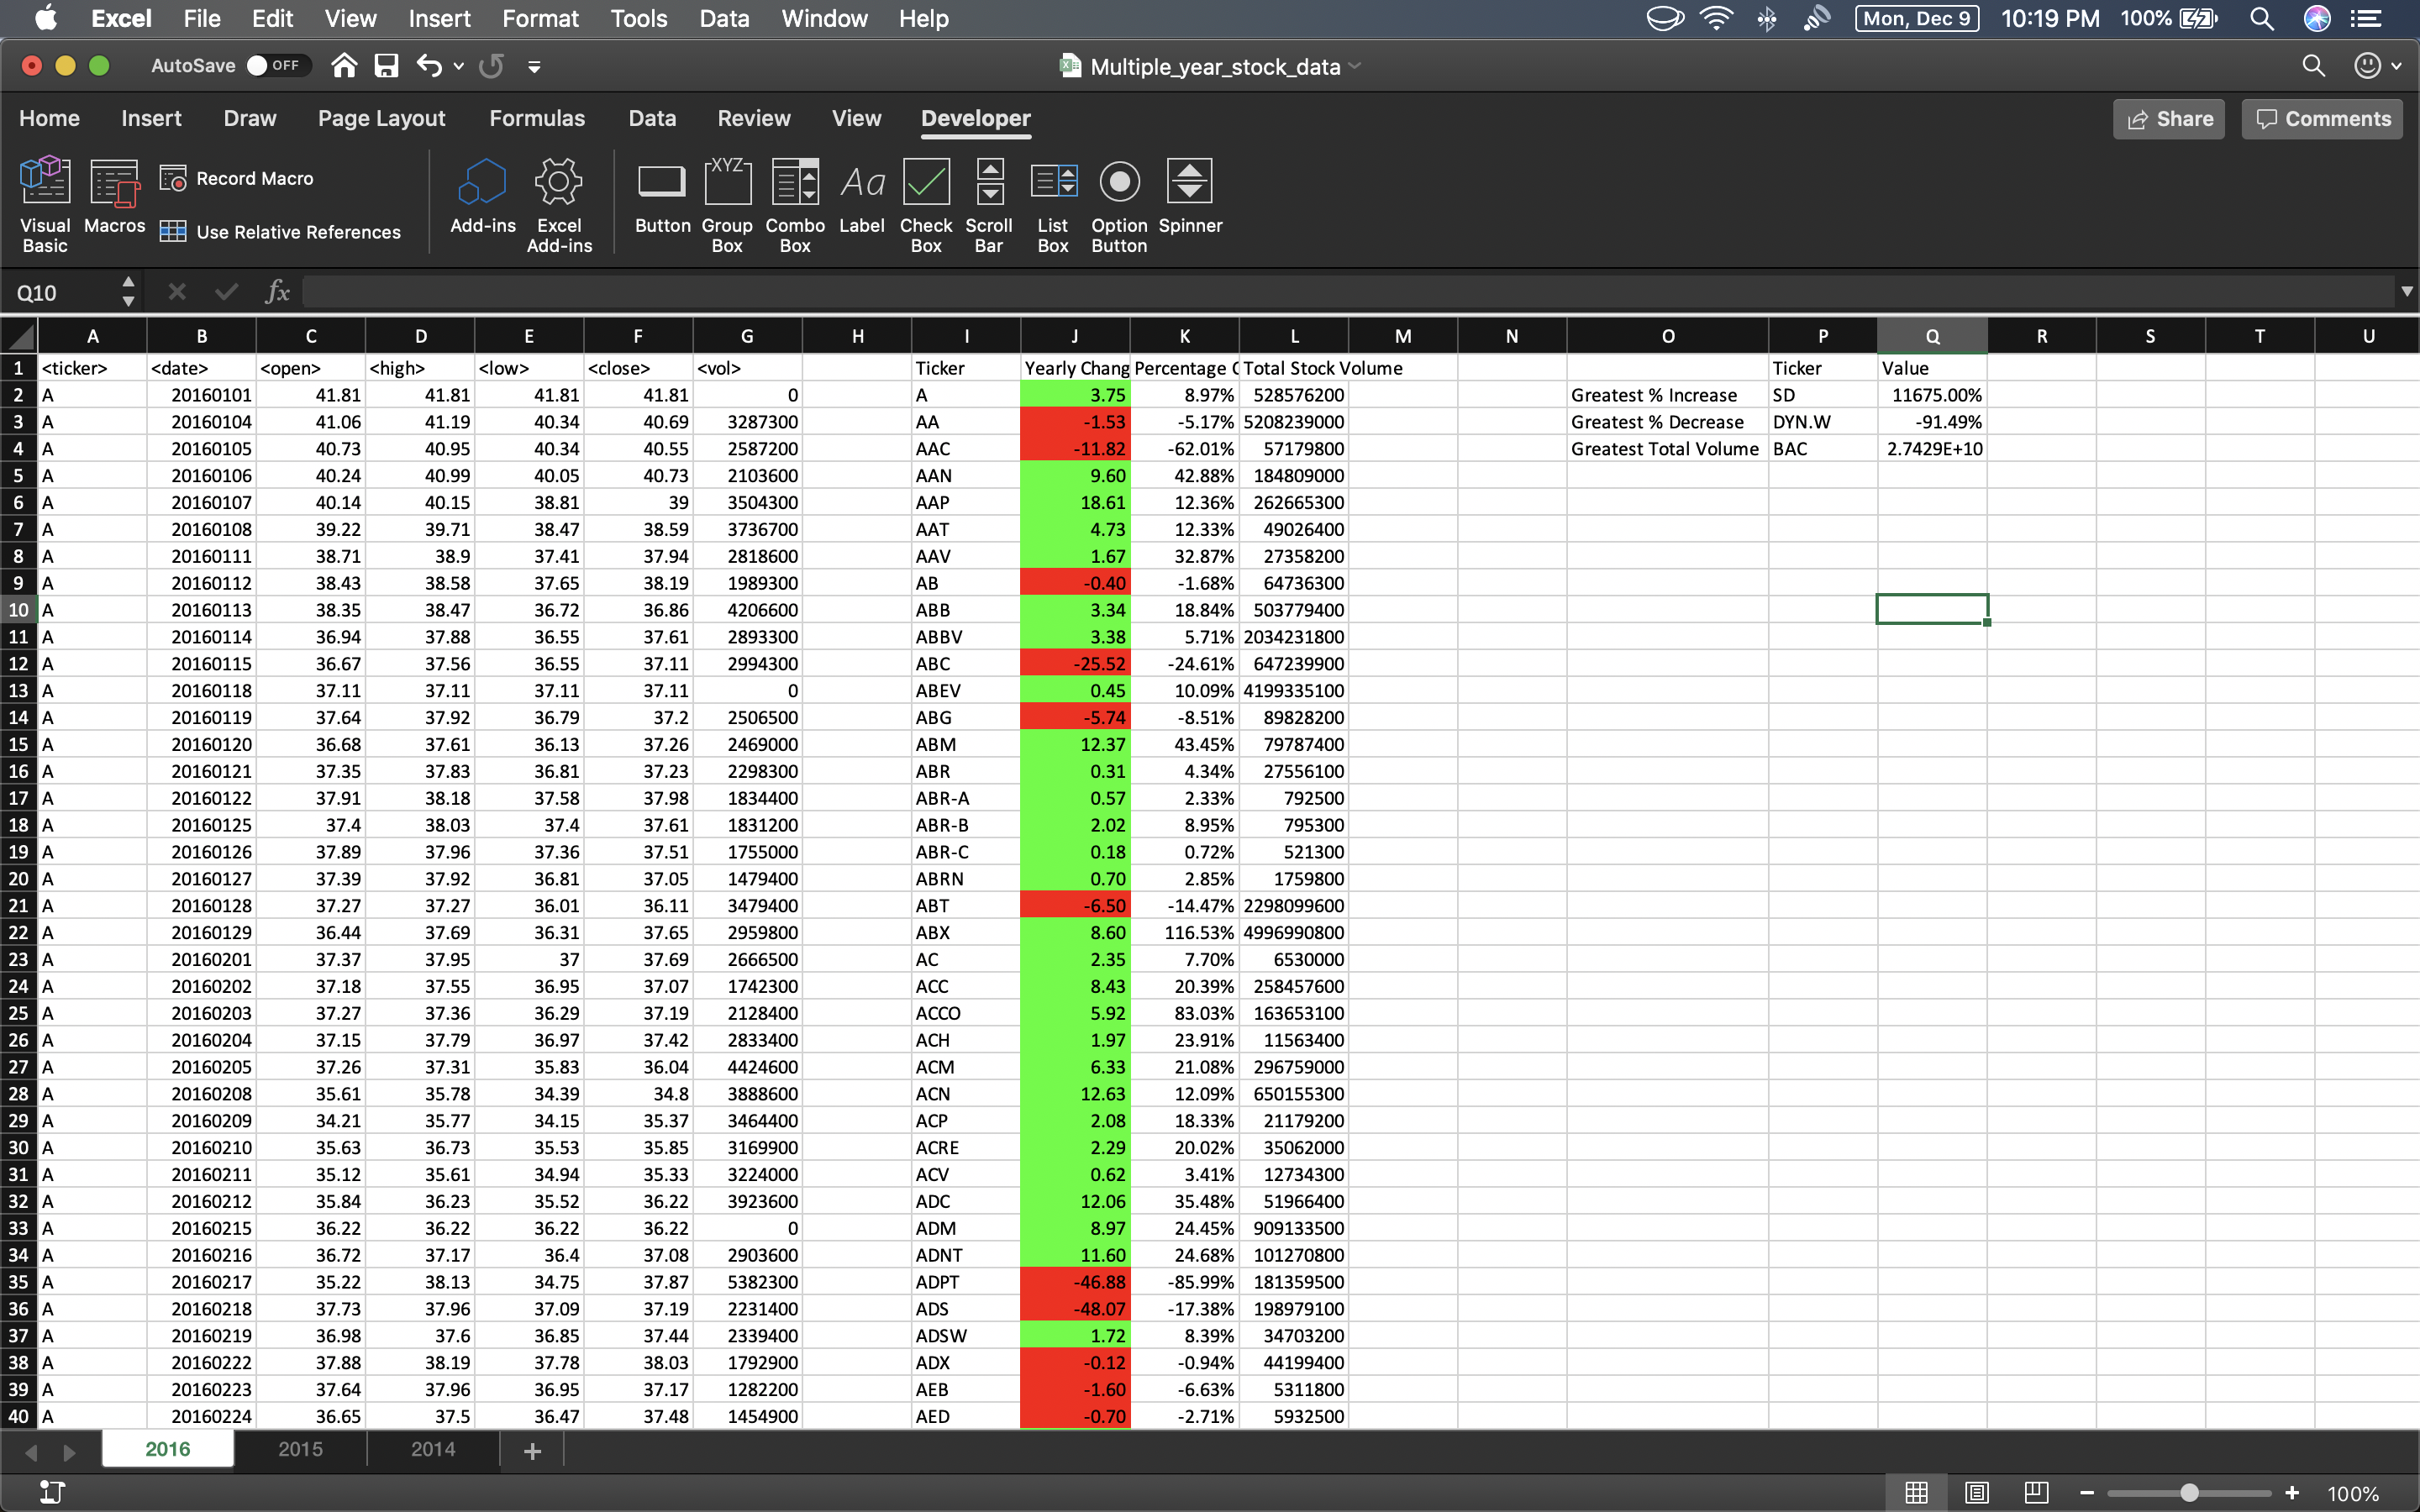 Excel File Edit View Insert Format Tools Data Window Help Mon, Dec 9 10:19 PM 100%
AutoSave OFF Multiple_year_stock_data
Home Insert Draw Page Layout Formulas Data Review View Developer Share Comments
Visual Basic Macros Record Macro Use Relative References Add-ins Excel Add-ins Button XYZ Group Box Combo Box Aa Label Check Box Scroll Bar List Box Option Button Spinner
Q10 fx
A B C D E F G H I J K L M N O P Q R S T U
1 <ticker> <date> <open> <high> <low> <close> <vol> Ticker Yearly Chang Percentage C Total Stock Volume Ticker Value
2 A 20160101 41.81 41.81 41.81 41.81 0 A 3.75 8.97% 528576200 Greatest % Increase SD 11675.00%
3 A 20160104 41.06 41.19 40.34 40.69 3287300 AA -1.53 -5.17% 5208239000 Greatest % Decrease DYN.W -91.49%
4 A 20160105 40.73 40.95 40.34 40.55 2587200 AAC -11.82 -62.01% 57179800 Greatest Total Volume BAC 2.7429E+10
5 A 20160106 40.24 40.99 40.05 40.73 2103600 AAN 9.60 42.88% 184809000
6 A 20160107 40.14 40.15 38.81 39 3504300 AAP 18.61 12.36% 262665300
7 A 20160108 39.22 39.71 38.47 38.59 3736700 AAT 4.73 12.33% 49026400
8 A 20160111 38.71 38.9 37.41 37.94 2818600 AAV 1.67 32.87% 27358200
9 A 20160112 38.43 38.58 37.65 38.19 1989300 AB -0.40 -1.68% 64736300
10 A 20160113 38.35 38.47 36.72 36.86 4206600 ABB 3.34 18.84% 503779400
11 A 20160114 36.94 37.88 36.55 37.61 2893300 ABBV 3.38 5.71% 2034231800
12 A 20160115 36.67 37.56 36.55 37.11 2994300 ABC -25.52 -24.61% 647239900
13 A 20160118 37.11 37.11 37.11 37.11 0 ABEV 0.45 10.09% 4199335100
14 A 20160119 37.64 37.92 36.79 37.2 2506500 ABG -5.74 -8.51% 89828200
15 A 20160120 36.68 37.61 36.13 37.26 2469000 ABM 12.37 43.45% 79787400
16 A 20160121 37.35 37.83 36.81 37.23 2298300 ABR 0.31 4.34% 27556100
17 A 20160122 37.91 38.18 37.58 37.98 1834400 ABR-A 0.57 2.33% 792500
18 A 20160125 37.4 38.03 37.4 37.61 1831200 ABR-B 2.02 8.95% 795300
19 A 20160126 37.89 37.96 37.36 37.51 1755000 ABR-C 0.18 0.72% 521300
20 A 20160127 37.39 37.92 36.81 37.05 1479400 ABRN 0.70 2.85% 1759800
21 A 20160128 37.27 37.27 36.01 36.11 3479400 ABT -6.50 -14.47% 2298099600
22 A 20160129 36.44 37.69 36.31 37.65 2959800 ABX 8.60 116.53% 4996990800
23 A 20160201 37.37 37.95 37 37.69 2666500 AC 2.35 7.70% 6530000
24 A 20160202 37.18 37.55 36.95 37.07 1742300 ACC 8.43 20.39% 258457600
25 A 20160203 37.27 37.36 36.29 37.19 2128400 ACCO 5.92 83.03% 163653100
26 A 20160204 37.15 37.79 36.97 37.42 2833400 ACH 1.97 23.91% 11563400
27 A 20160205 37.26 37.31 35.83 36.04 4424600 ACM 6.33 21.08% 296759000
28 A 20160208 35.61 35.78 34.39 34.8 3888600 ACN 12.63 12.09% 650155300
29 A 20160209 34.21 35.77 34.15 35.37 3464400 ACP 2.08 18.33% 21179200
30 A 20160210 35.63 36.73 35.53 35.85 3169900 ACRE 2.29 20.02% 35062000
31 A 20160211 35.12 35.61 34.94 35.33 3224000 ACV 0.62 3.41% 12734300
32 A 20160212 35.84 36.23 35.52 36.22 3923600 ADC 12.06 35.48% 51966400
33 A 20160215 36.22 36.22 36.22 36.22 0 ADM 8.97 24.45% 909133500
34 A 20160216 36.72 37.17 36.4 37.08 2903600 ADNT 11.60 24.68% 101270800
35 A 20160217 35.22 38.13 34.75 37.87 5382300 ADPT -46.88 -85.99% 181359500
36 A 20160218 37.73 37.96 37.09 37.19 2231400 ADS -48.07 -17.38% 198979100
37 A 20160219 36.98 37.6 36.85 37.44 2339400 ADSW 1.72 8.39% 34703200
38 A 20160222 37.88 38.19 37.78 38.03 1792900 ADX -0.12 -0.94% 44199400
39 A 20160223 37.64 37.96 36.95 37.17 1282200 AEB -1.60 -6.63% 5311800
40 A 20160224 36.65 37.5 36.47 37.48 1454900 AED -0.70 -2.71% 5932500
2016 2015 2014 +
100%